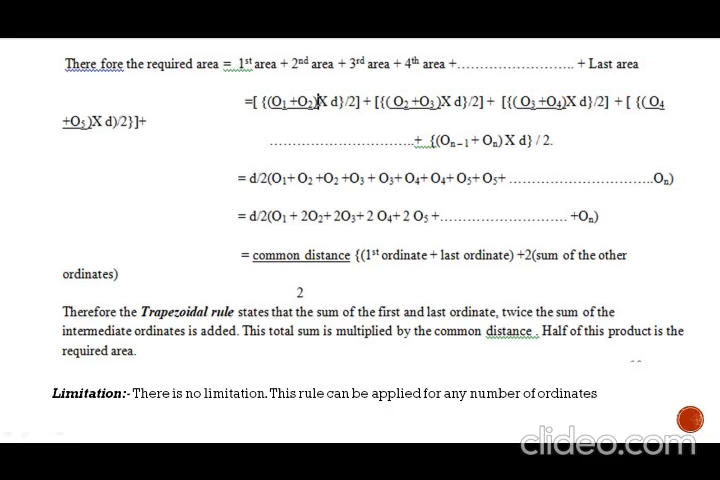 There fore the required area = 1st area + 2nd area + 3rd area + 4th area +…………………….. + Last area
=[ {(O1 +O2)X d}/2] + [{( O2 +O3 )X d}/2] + [{( O3 +O4)X d}/2] + [ {( O4
+O5 )X d)/2}]+
…………………………..+ {(On – 1 + On) X d} / 2.
= d/2(O1+ O2 +O2 +O3 + O3+ O4+ O4+ O5+ O5+ …………………………..On)
= d/2(O1 + 2O2+ 2O3+ 2 O4+ 2 O5 +……………………….. +On)
= common distance {(1st ordinate + last ordinate) +2(sum of the other
ordinates)
2
Therefore the Trapezoidal rule states that the sum of the first and last ordinate, twice the sum of the
intermediate ordinates is added. This total sum is multiplied by the common distance . Half of this product is the
required area.
Limitation:- There is no limitation. This rule can be applied for any number of ordinates
clideo.com